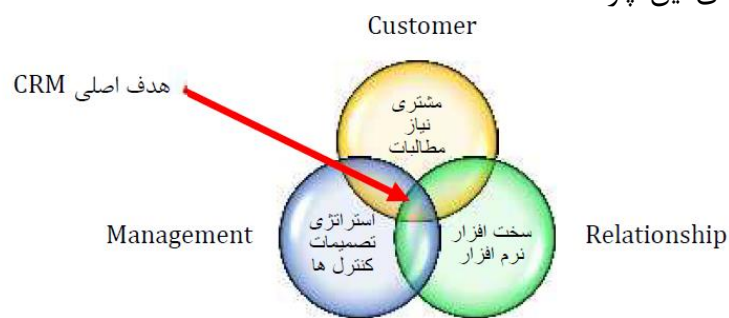 Customer
هدف اصلی CRM
مشتری
نیاز
مطالبات
Management
استراتژی
تصمیمات
کنترل ها
سخت افزار
نرم افزار
Relationship